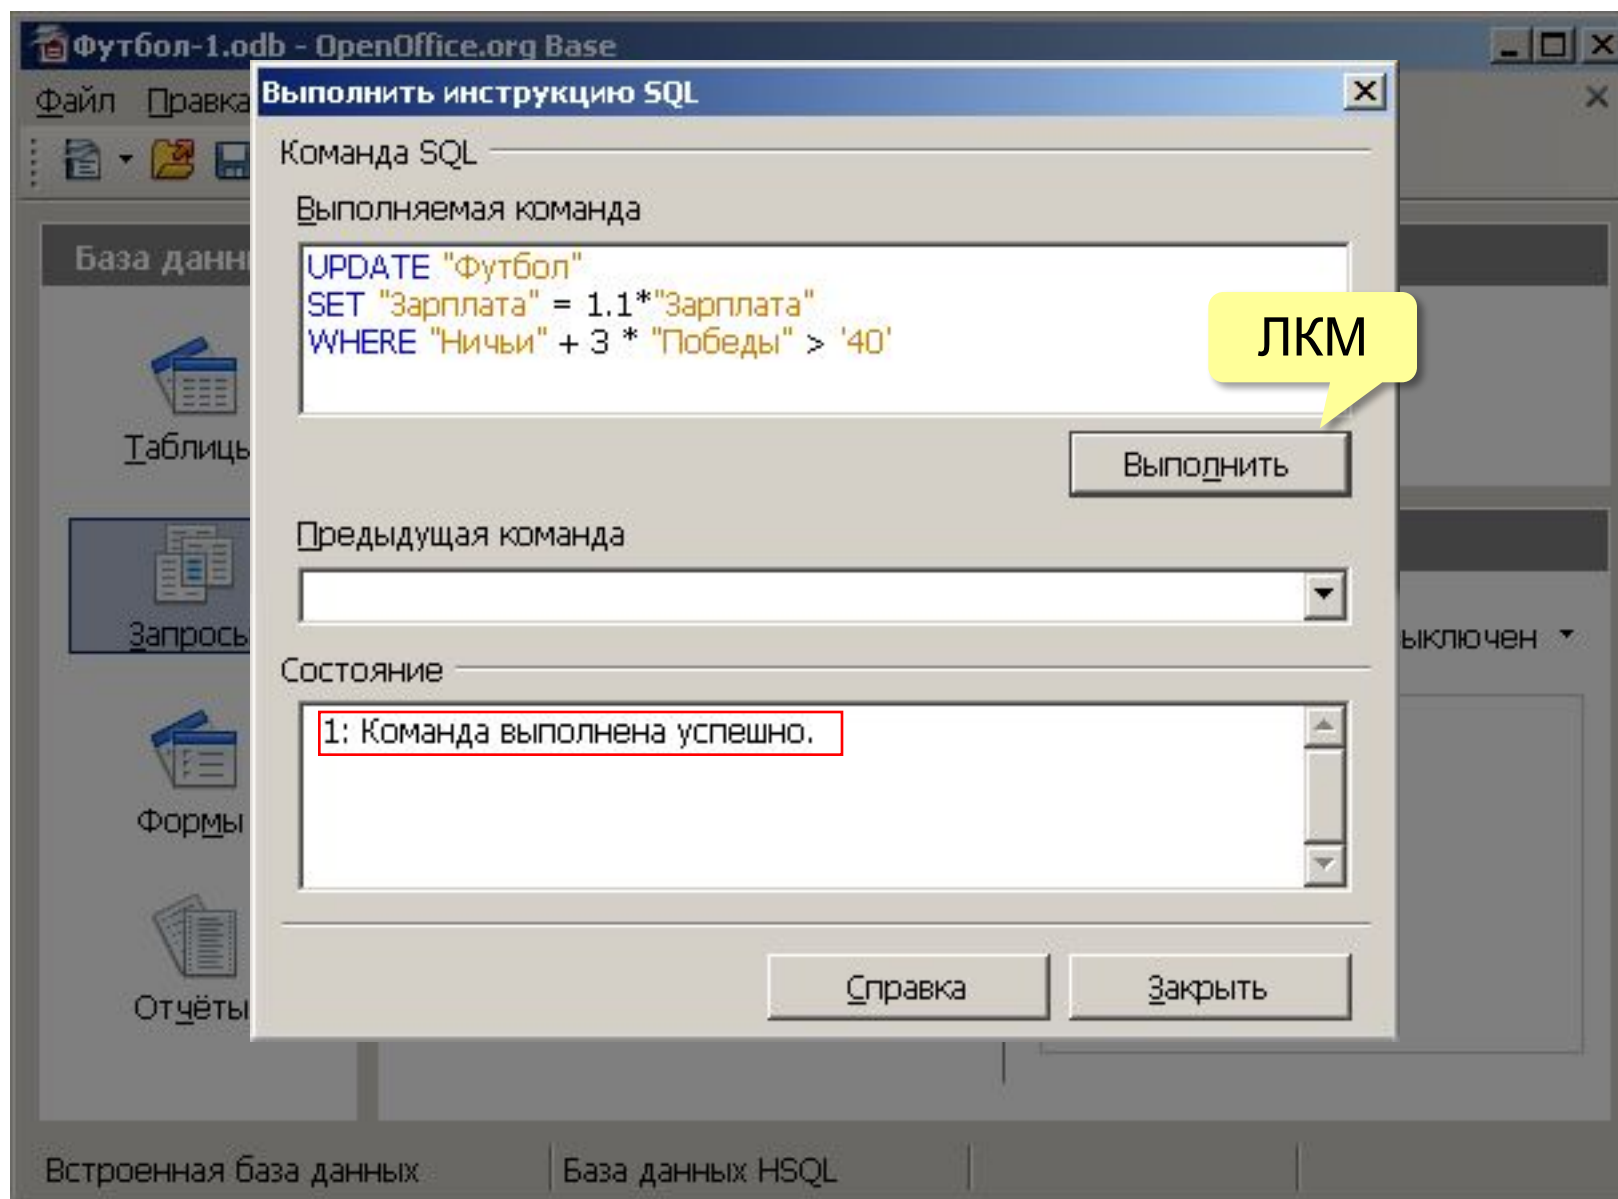 Футбол-1.odb - OpenOffice.org Base
Файл Правка
Выполнить инструкцию SQL
Команда SQL
Выполняемая команда
База данн
UPDATE "Футбол"
SET "Зарплата" = 1.1*"Зарплата"
WHERE "Ничьи" + 3 * "Победы" > '40'
ЛКМ
Таблицы
Выполнить
Предыдущая команда
Запросы
ыключен
Состояние
1: Команда выполнена успешно.
Формы
Отчёты
Справка Закрыть
Встроенная база данных База данных HSQL